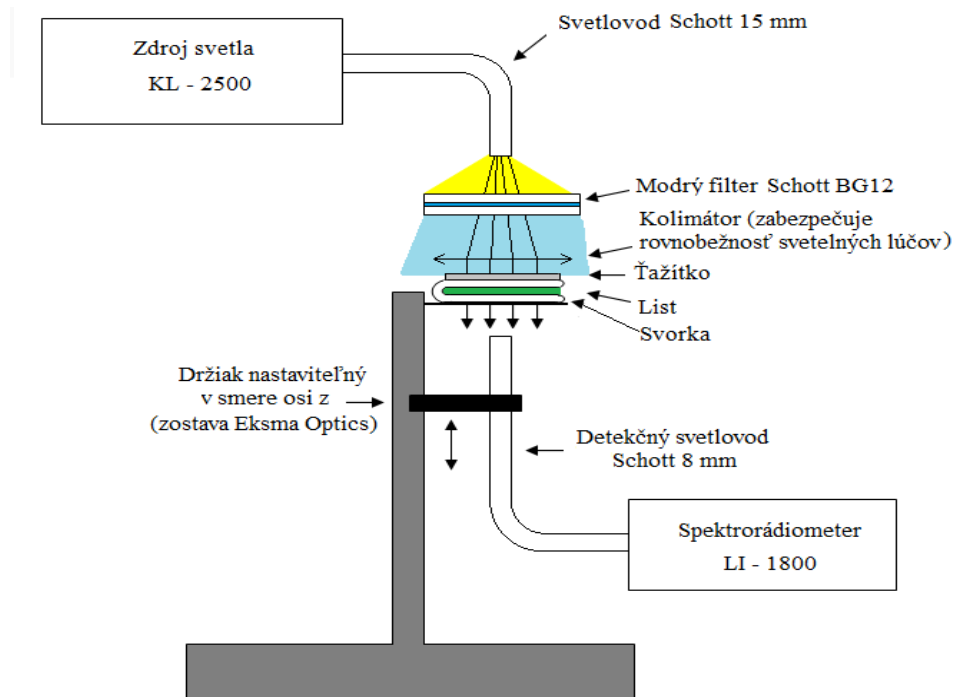 Svetlovod Schott 15 mm
Zdroj svetla
KL - 2500
Modrý filter Schott BG12
Kolimátor (zabezpečuje
rovnobežnosť svetelných lúčov)
Ťažítko
List
Svorka
Držiak nastaviteľný
v smere osi z
(zostava Eksma Optics)
Detekčný svetlovod
Schott 8 mm
Spektrorádiometer
LI - 1800